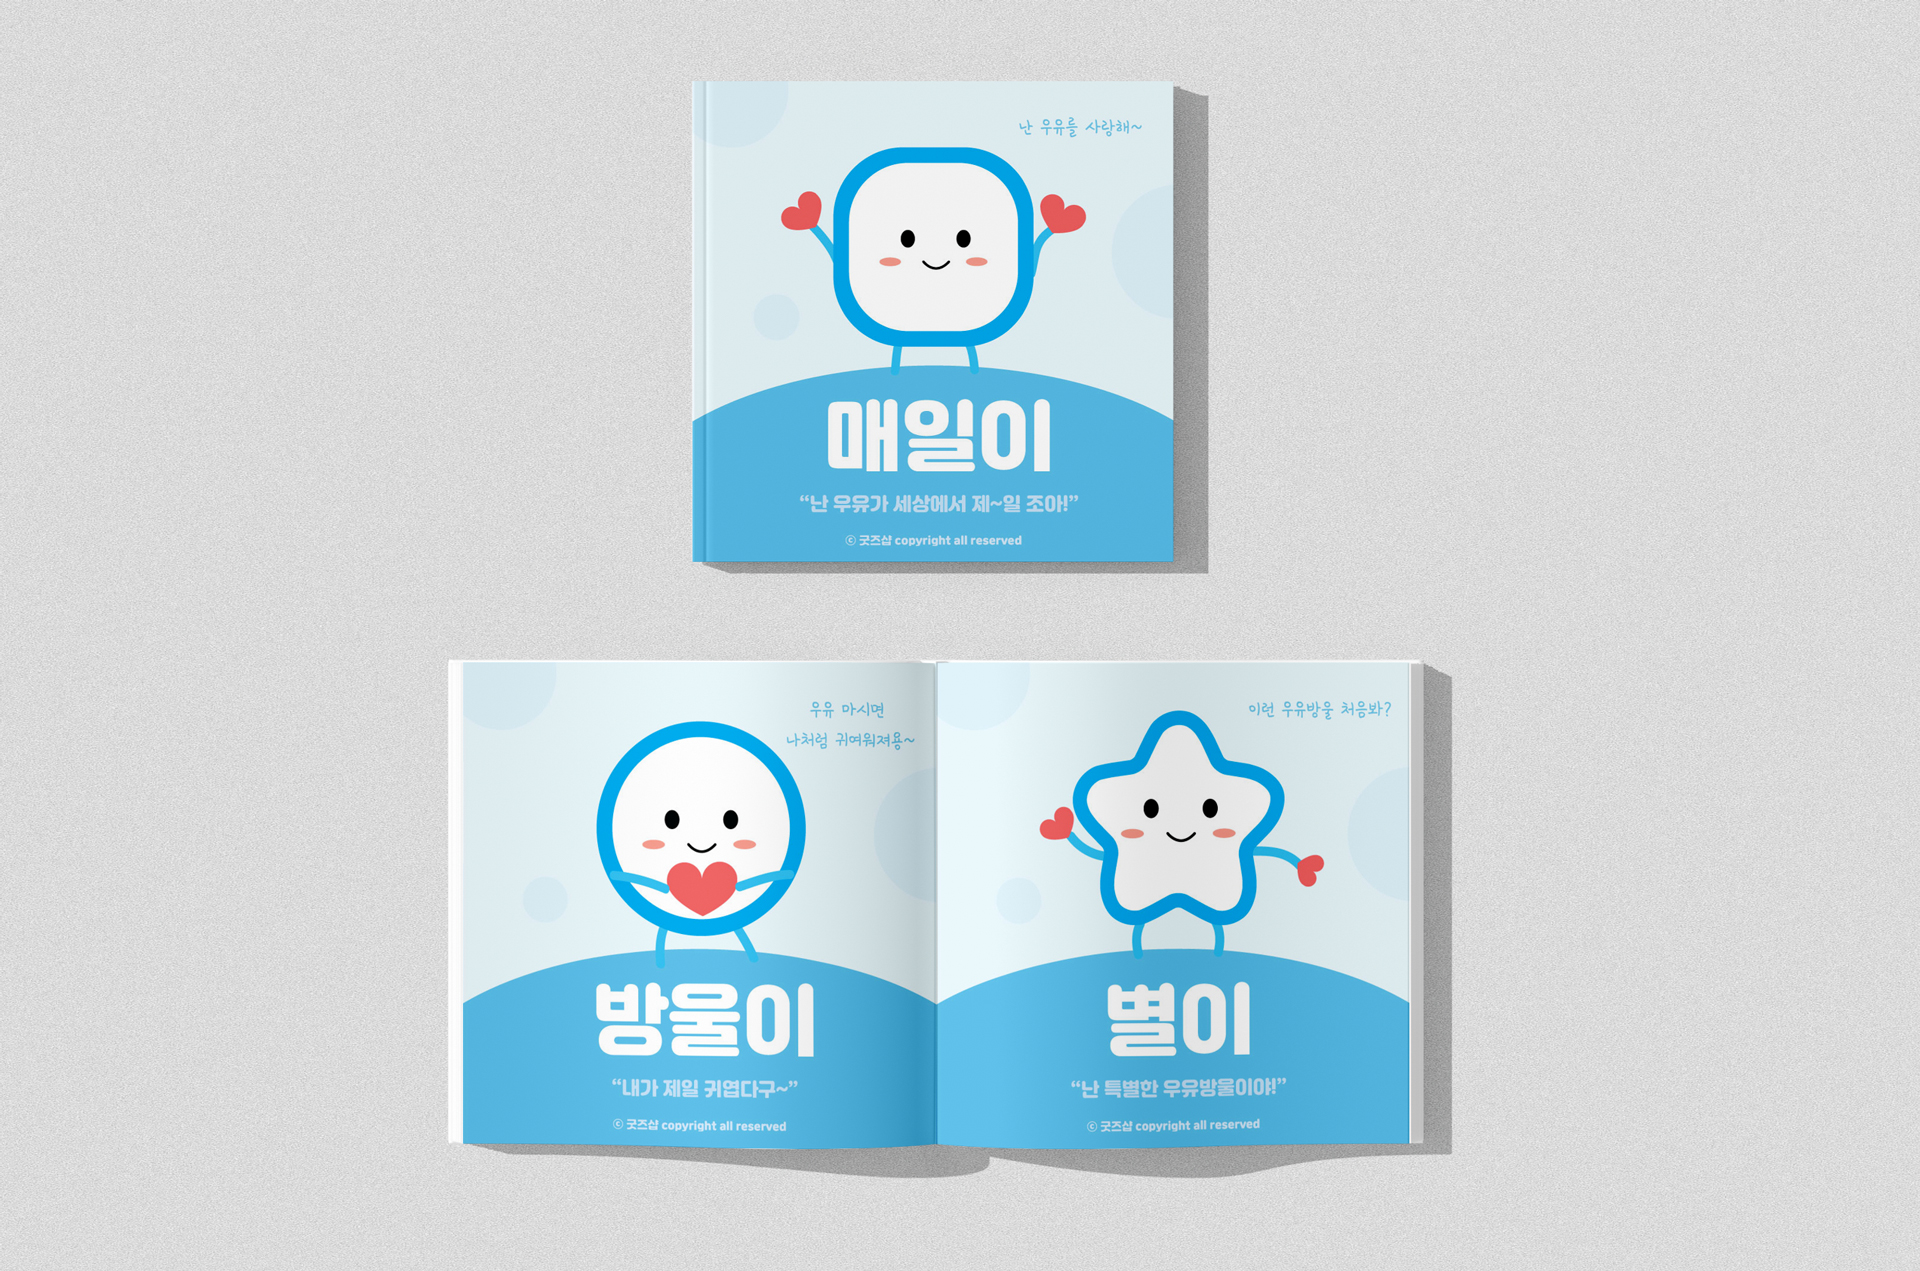 난 우유를 사랑해~
매일이
“난 우유가 세상에서 제~일 조아!”
ⓒ 굿즈샵 copyright all reserved
우유 마시면
나처럼 귀여워져용~
방울이
“내가 제일 귀엽다구~”
ⓒ 굿즈샵 copyright all reserved
이런 우유방울 처음봐?
별이
“난 특별한 우유방울이야!”
ⓒ 굿즈샵 copyright all reserved